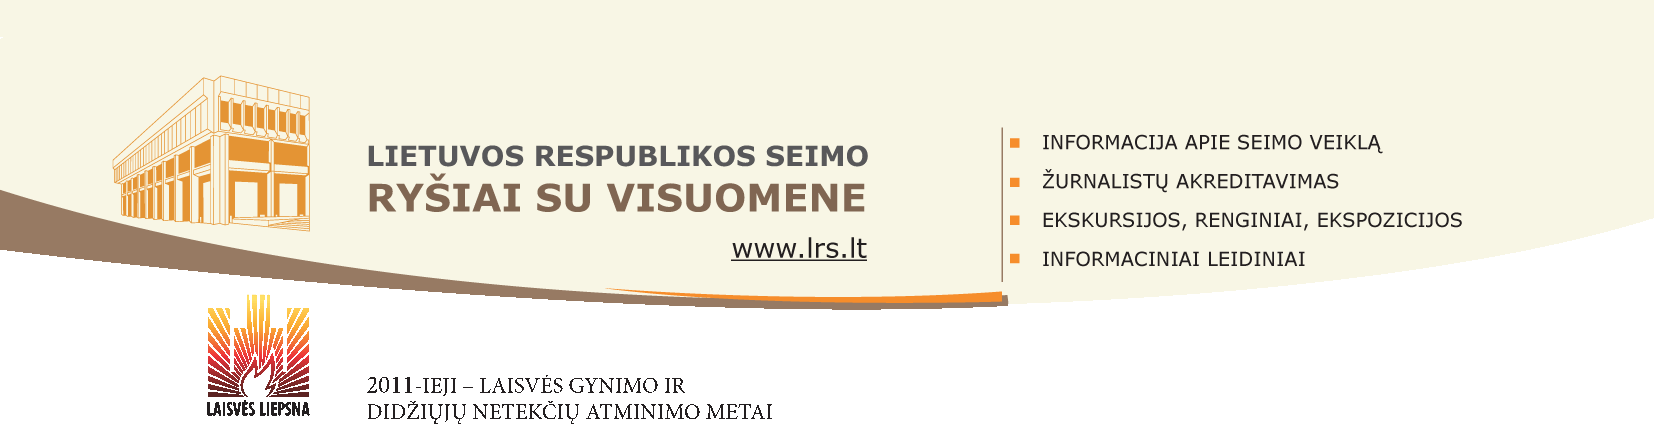 LIETUVOS RESPUBLIKOS SEIMO
RYŠIAI SU VISUOMENE
www.lrs.lt
INFORMACIJA APIE SEIMO VEIKLĄ
ŽURNALISTŲ AKREDITAVIMAS
EKSKURSIJOS, RENGINIAI, EKSPOZICIJOS
INFORMACINIAI LEIDINIAI
LAISVĖS LIEPSNA
2011-IEJI – LAISVĖS GYNIMO IR
DIDŽIŲJŲ NETEKČIŲ ATMINIMO METAI